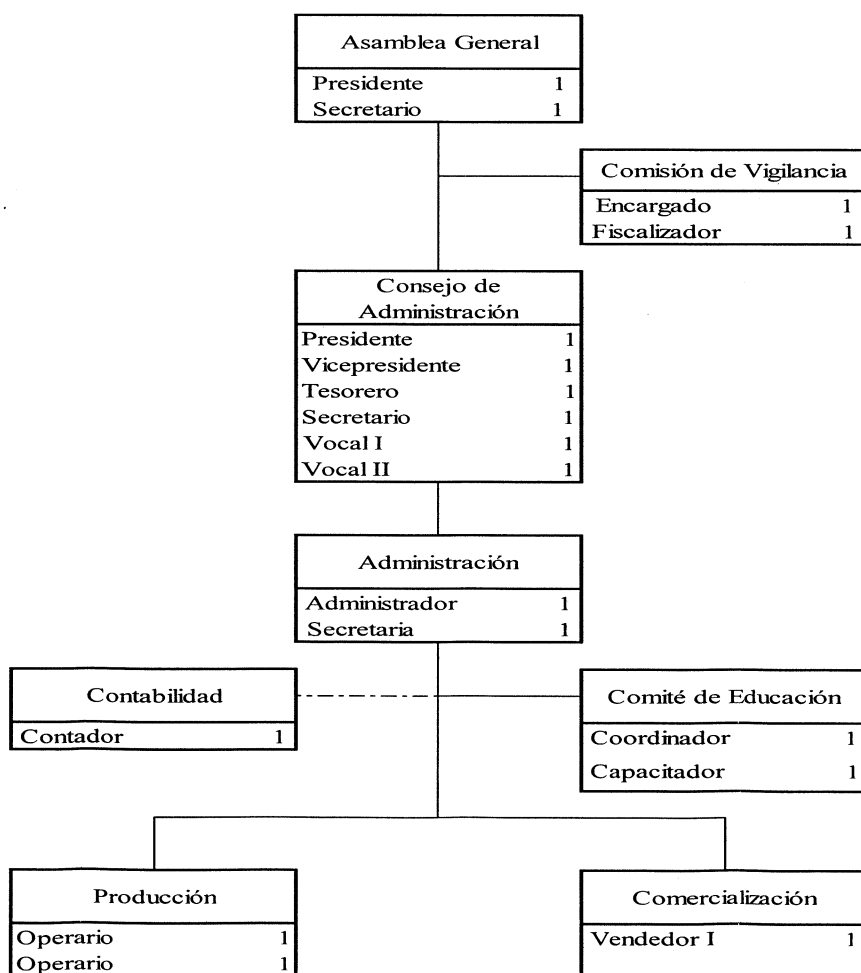 Asamblea General
Presidente 1
Secretario 1
Comisión de Vigilancia
Encargado 1
Fiscalizador 1
Consejo de
Administración
Presidente 1
Vicepresidente 1
Tesorero 1
Secretario 1
Vocal I 1
Vocal II 1
Administración
Administrador 1
Secretaria 1
Contabilidad
Contador 1
Comité de Educación
Coordinador 1
Capacitador 1
Producción
Operario 1
Operario 1
Comercialización
Vendedor I 1